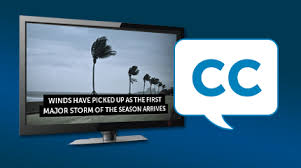 WINDS HAVE PICKED UP AS THE FIRST
MAJOR STORM OF THE SEASON ARRIVES
CC